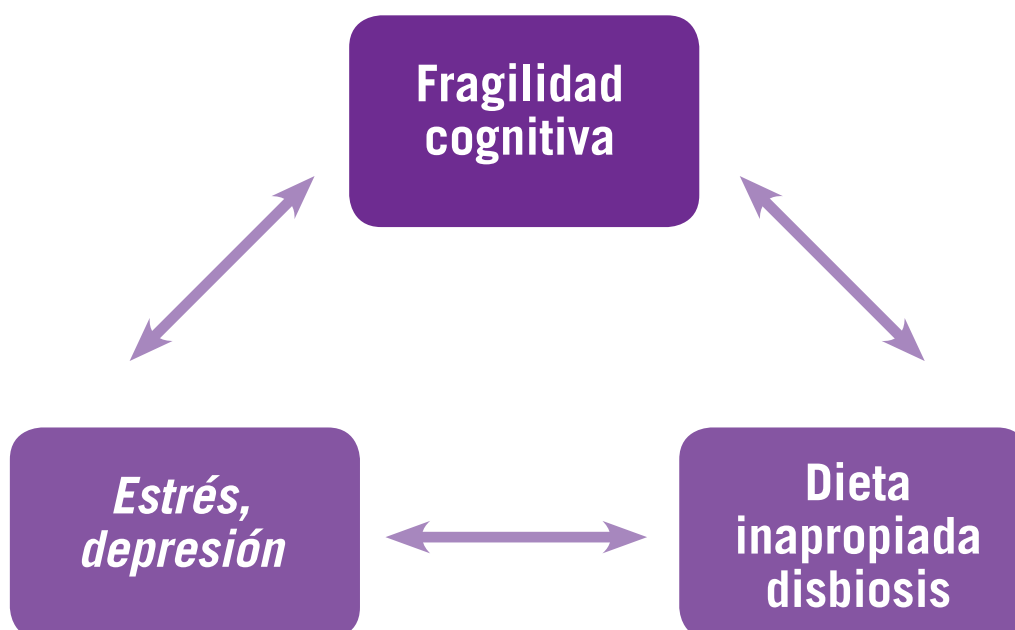 Fragilidad
cognitiva
Estrés,
depresión
Dieta
inapropiada
disbiosis